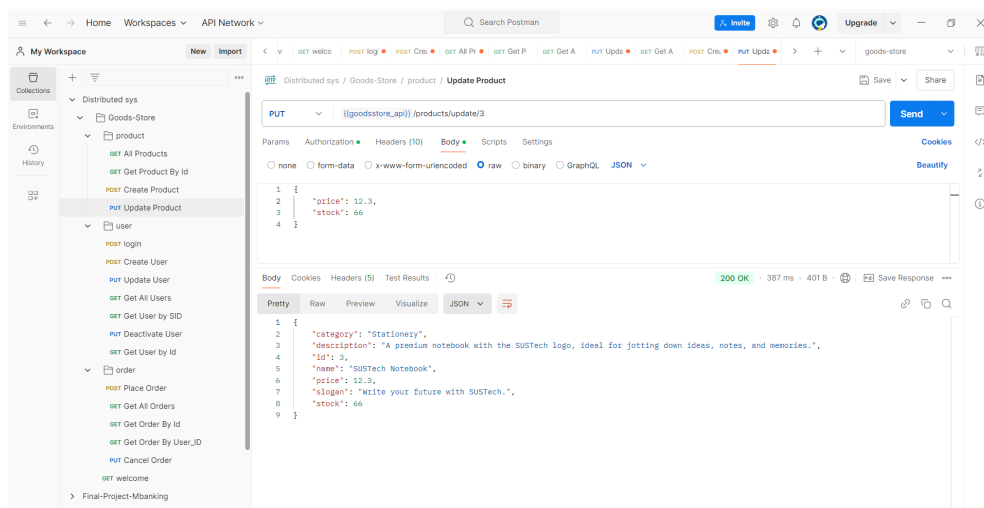 Home Workspaces API Network
Search Postman
Invite
Upgrade
My Workspace New Import
GET welco POST logi POST Crea GET All Pr GET Get P GET Get A PUT Upda GET Get A POST Crea PUT Upda goods-store
Collections
Environments
History
Distributed sys
Goods-Store
product
GET All Products
GET Get Product By Id
POST Create Product
PUT Update Product
user
POST login
POST Create User
PUT Update User
GET Get All Users
GET Get User by SID
PUT Deactivate User
GET Get User by Id
order
POST Place Order
GET Get All Orders
GET Get Order By Id
GET Get Order By User_ID
PUT Cancel Order
GET welcome
Final-Project-Mbanking
HTTP Distributed sys / Goods-Store / product / Update Product
Save Share
PUT {{goodsstore_api}} /products/update/3
Send
Params Authorization Headers (10) Body Scripts Settings Cookies
none form-data x-www-form-urlencoded raw binary GraphQL JSON Beautify
1 {
2 "price": 12.3,
3 "stock": 66
4 }
Body Cookies Headers (5) Test Results 200 OK 387 ms 401 B Save Response
Pretty Raw Preview Visualize JSON
1 {
2 "category": "Stationery",
3 "description": "A premium notebook with the SUSTech logo, ideal for jotting down ideas, notes, and memories.",
4 "id": 3,
5 "name": "SUSTech Notebook",
6 "price": 12.3,
7 "slogan": "Write your future with SUSTech.",
8 "stock": 66
9 }